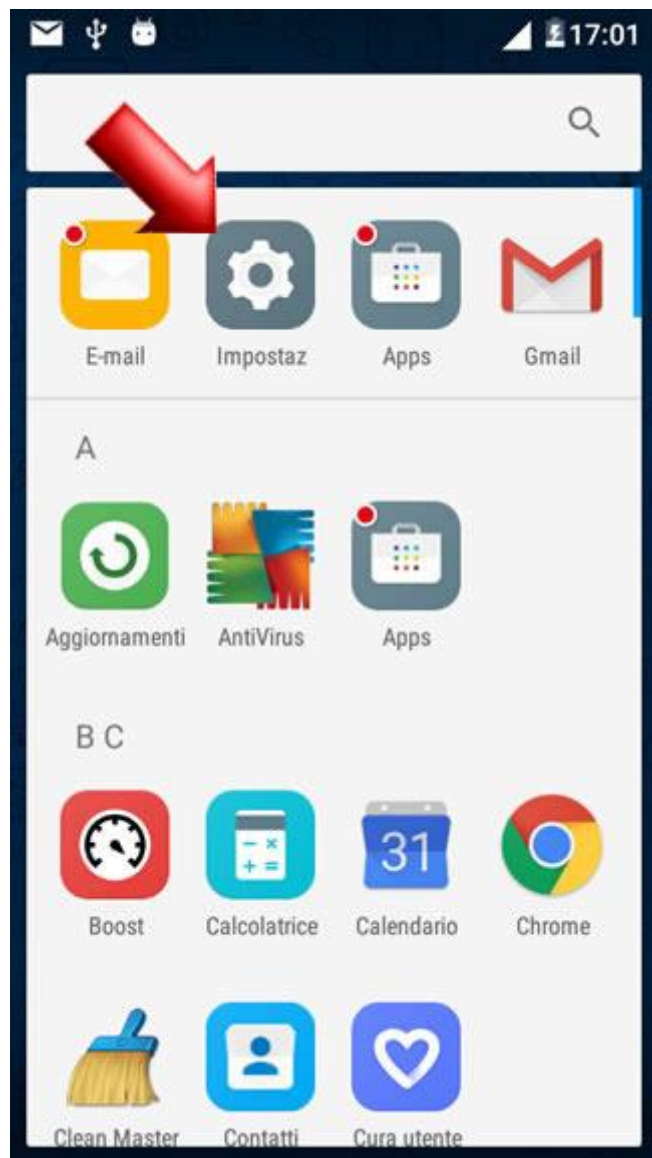 17:01
E-mail Impostaz Apps Gmail
A
Aggiornamenti AntiVirus Apps
B C
31
Boost Calcolatrice Calendario Chrome
Clean Master Contatti Cura utente